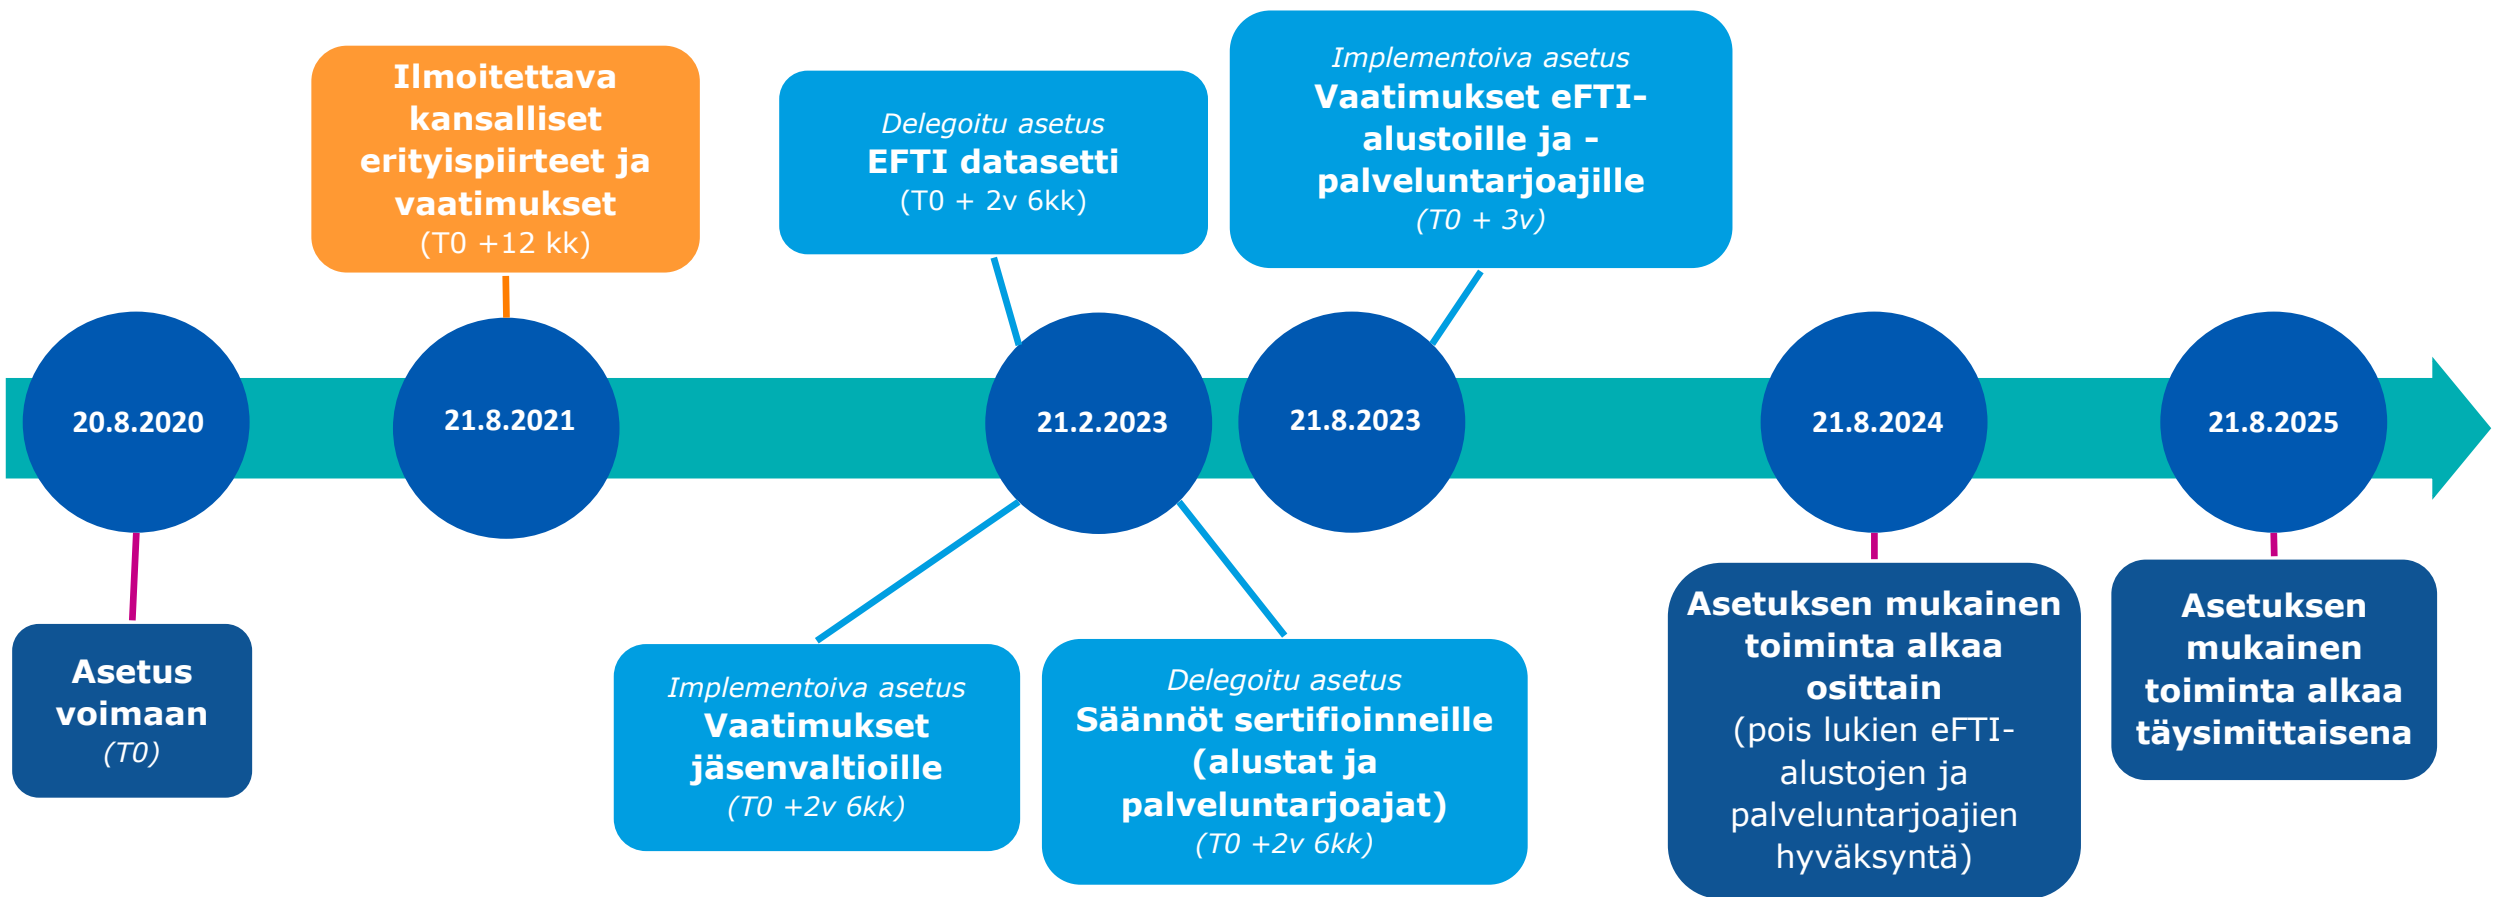 Ilmoitettava
kansalliset
erityispiirteet ja
vaatimukset
(T0 +12 kk)
Delegoitu asetus
EFTI datasetti
(T0 + 2v 6kk)
Implementoiva asetus
Vaatimukset eFTI-
alustoille ja -
palveluntarjoajille
(T0 + 3v)
20.8.2020
21.8.2021
21.2.2023
21.8.2023
21.8.2024
21.8.2025
Asetus
voimaan
(T0)
Implementoiva asetus
Vaatimukset
jäsenvaltioille
(T0 +2v 6kk)
Delegoitu asetus
Säännöt sertifioinneille
(alustat ja
palveluntarjoajat)
(T0 +2v 6kk)
Asetuksen mukainen
toiminta alkaa
osittain
(pois lukien eFTI-
alustojen ja
palveluntarjoajien
hyväksyntä)
Asetuksen
mukainen
toiminta alkaa
täysimittaisena